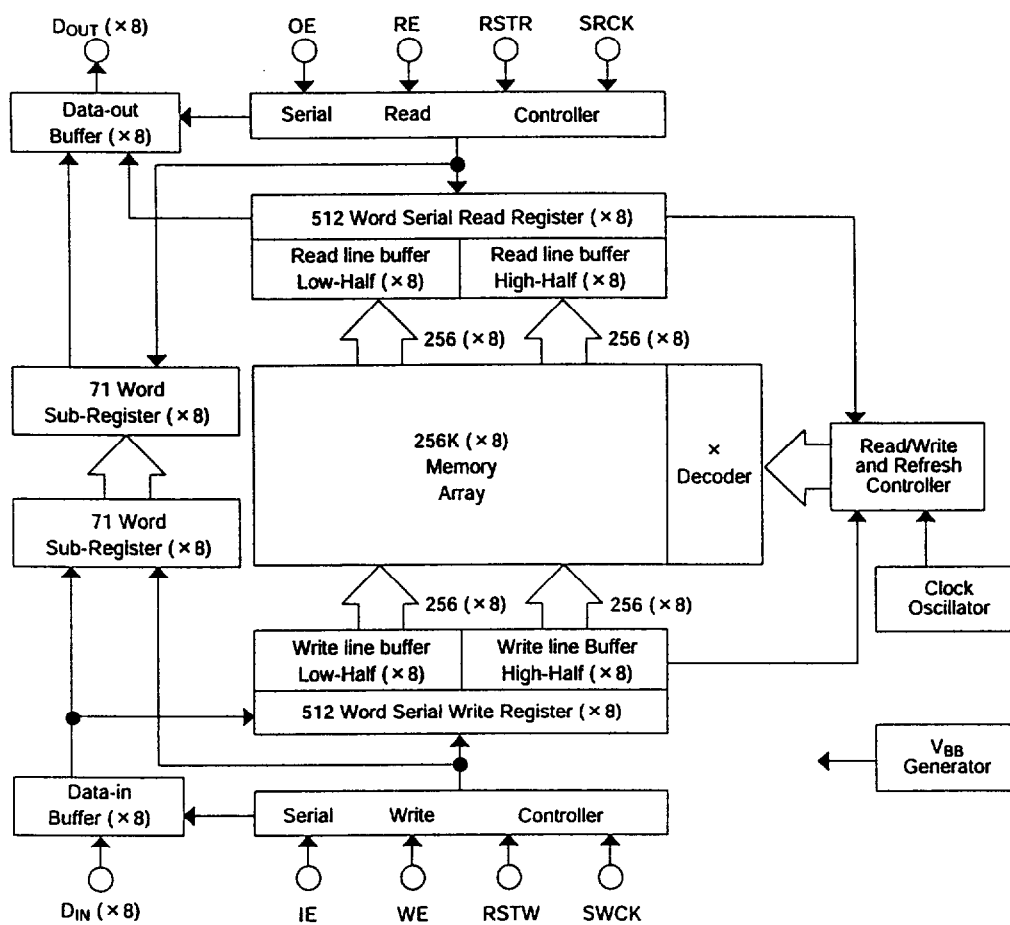 DOUT (×8)
OE
RE
RSTR
SRCK
Data-out
Buffer (×8)
Serial Read Controller
512 Word Serial Read Register (×8)
Read line buffer
Low-Half (×8)
Read line buffer
High-Half (×8)
256 (×8)
256 (×8)
71 Word
Sub-Register (×8)
256K (×8)
Memory
Array
×
Decoder
Read/Write
and Refresh
Controller
71 Word
Sub-Register (×8)
Clock
Oscillator
256 (×8)
256 (×8)
Write line buffer
Low-Half (×8)
Write line Buffer
High-Half (×8)
512 Word Serial Write Register (×8)
VBB
Generator
Data-in
Buffer (×8)
Serial Write Controller
DIN (×8)
IE
WE
RSTW
SWCK